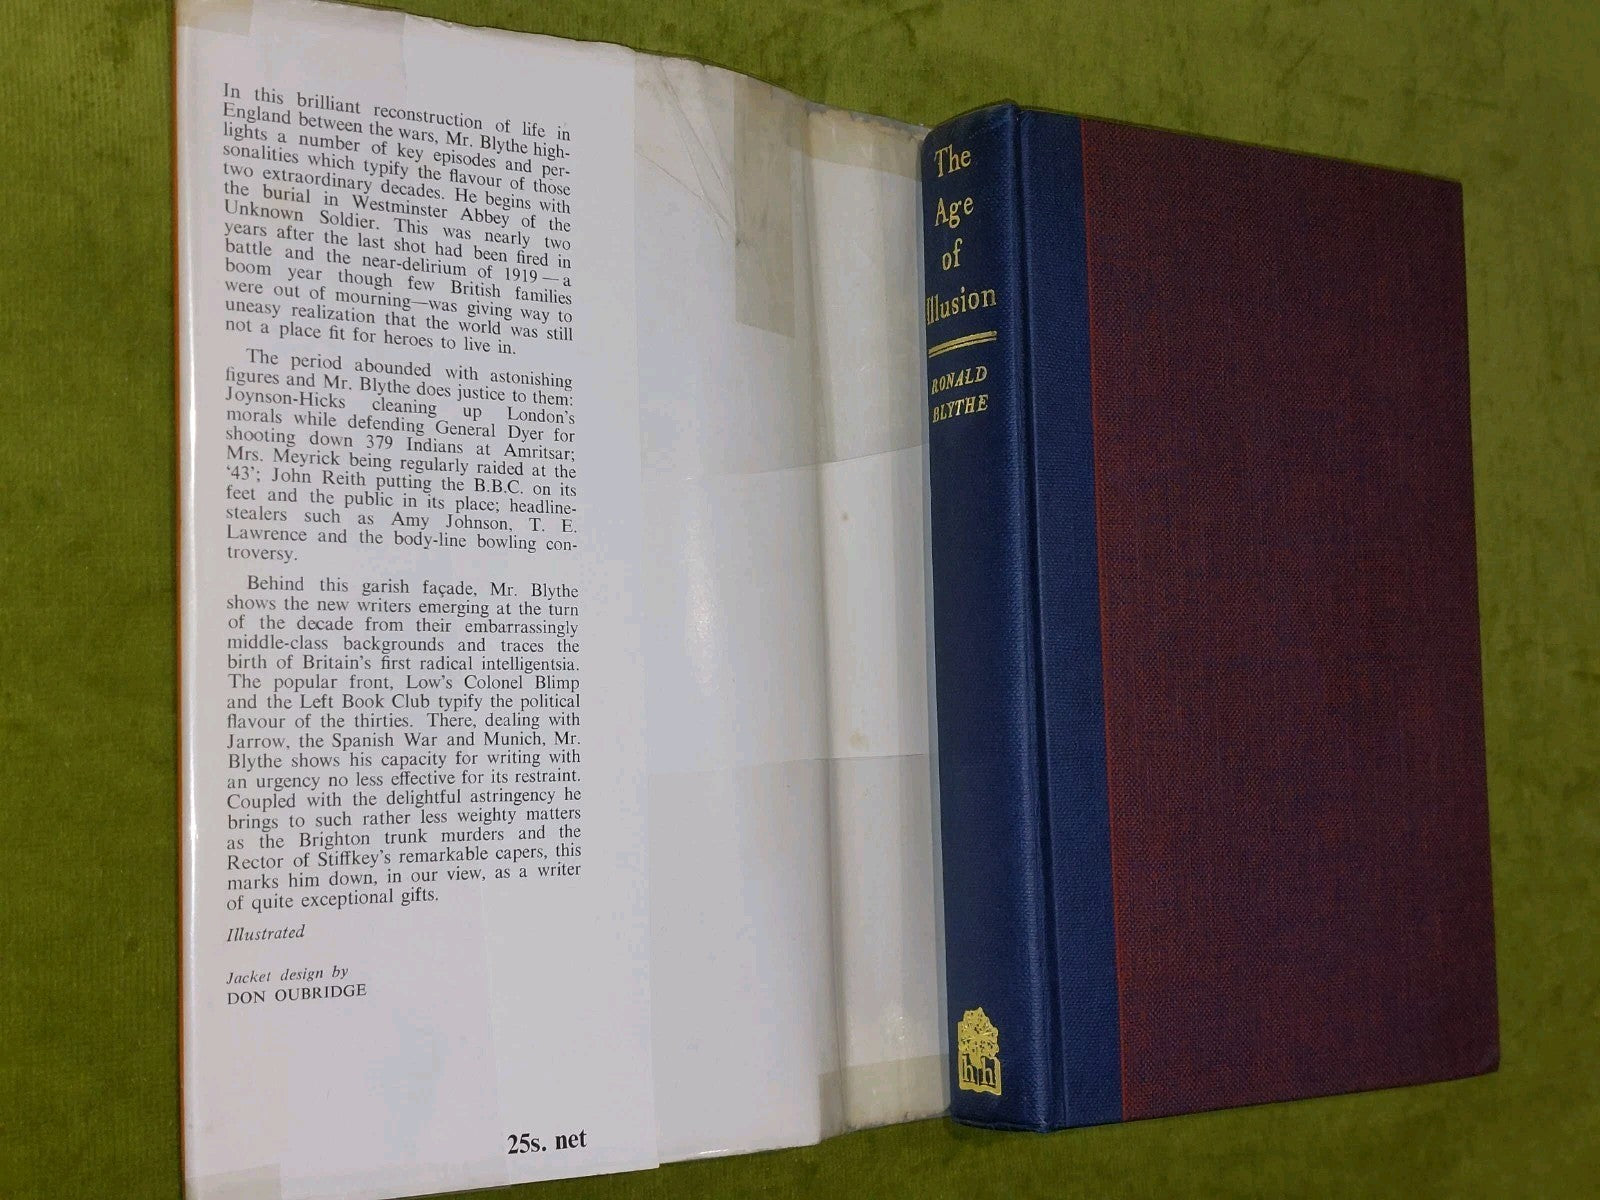 In this brilliant reconstruction of life in
England between the wars, Mr. Blythe high-
lights a number of key episodes and per-
sonalities which typify the flavour of those
two extraordinary decades. He begins with
the burial in Westminster Abbey of the
Unknown Soldier. This was nearly two
years after the last shot had been fired in
battle and the near-delirium of 1919—a
boom year though few British families
were out of mourning—was giving way to
uneasy realization that the world was still
not a place fit for heroes to live in.
The period abounded with astonishing
figures and Mr. Blythe does justice to them:
Joynson-Hicks cleaning up London's
morals while defending General Dyer for
shooting down 379 Indians at Amritsar;
Mrs. Meyrick being regularly raided at the
‘43’; John Reith putting the B.B.C. on its
feet and the public in its place; headline-
stealers such as Amy Johnson, T. E.
Lawrence and the body-line bowling con-
troversy.
Behind this garish façade, Mr. Blythe
shows the new writers emerging at the turn
of the decade from their embarrassingly
middle-class backgrounds and traces the
birth of Britain's first radical intelligentsia.
The popular front, Low's Colonel Blimp
and the Left Book Club typify the political
flavour of the thirties. There, dealing with
Jarrow, the Spanish War and Munich, Mr.
Blythe shows his capacity for writing with
an urgency no less effective for its restraint.
Coupled with the delightful astringency he
brings to such rather less weighty matters
as the Brighton trunk murders and the
Rector of Stiffkey's remarkable capers, this
marks him down, in our view, as a writer
of quite exceptional gifts.
Illustrated
Jacket design by
DON OUBRIDGE
25s. net
The
Age
of
Illusion
RONALD
BLYTHE
hh